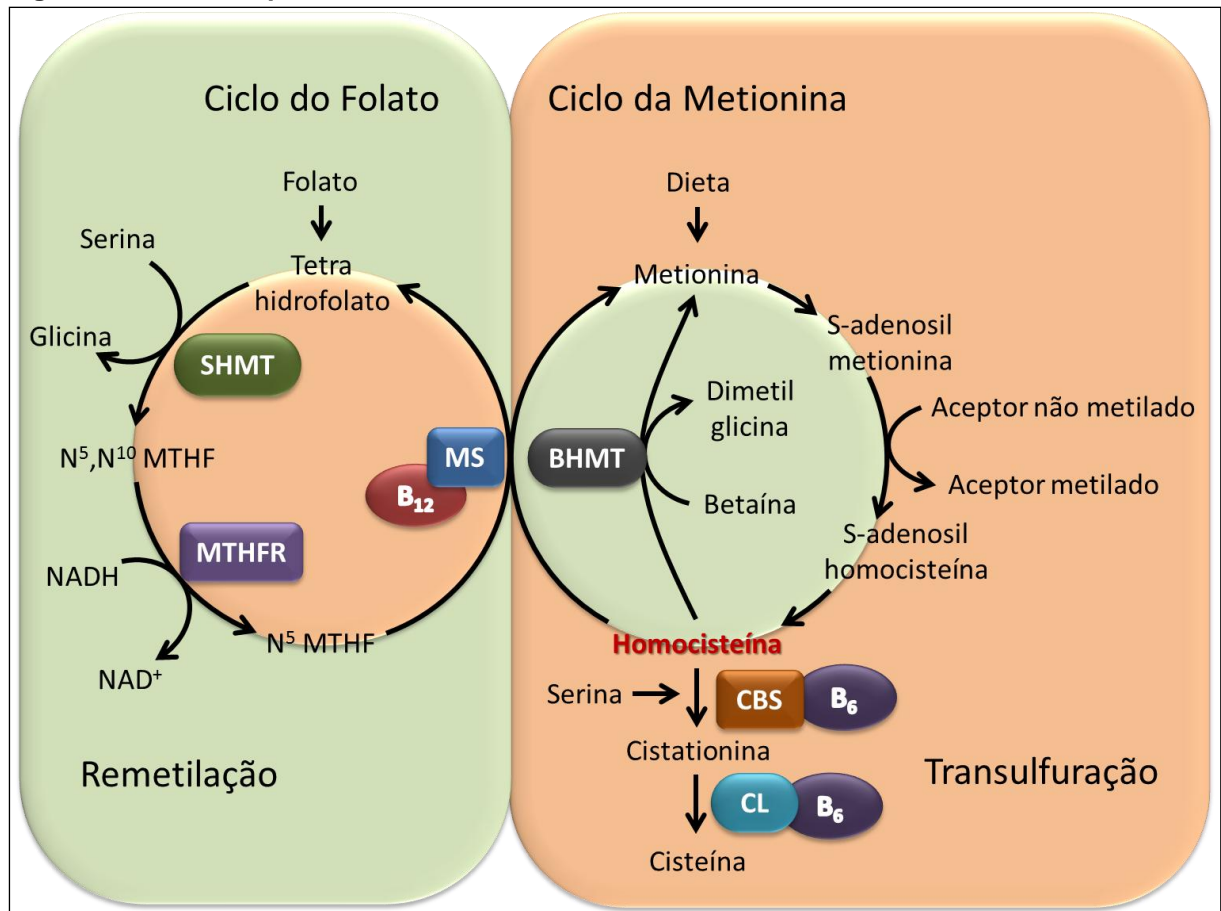 Ciclo do Folato
Folato
Serina
Tetra
hidrofolato
Glicina
SHMT
N⁵,N¹⁰ MTHF
MS
B₁₂
MTHFR
NADH
N⁵ MTHF
NAD⁺
Remetilação
Ciclo da Metionina
Dieta
Metionina
S-adenosil
metionina
Dimetil
glicina
Aceptor não metilado
BHMT
Betaína
Aceptor metilado
S-adenosil
homocisteína
Homocisteína
Serina
CBS
B₆
Cistationina
CL
B₆
Transulfuração
Cisteína